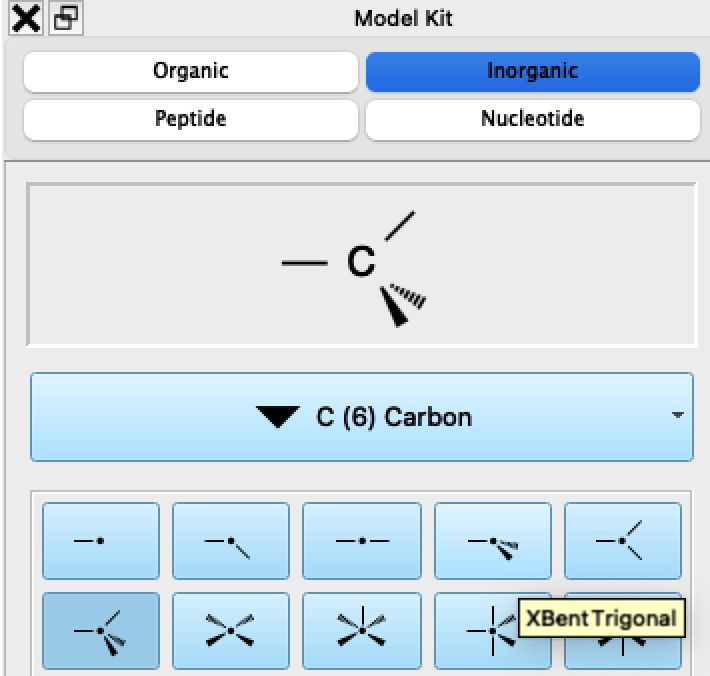 Model Kit
Organic
Inorganic
Peptide
Nucleotide
C
C (6) Carbon
XBent Trigonal